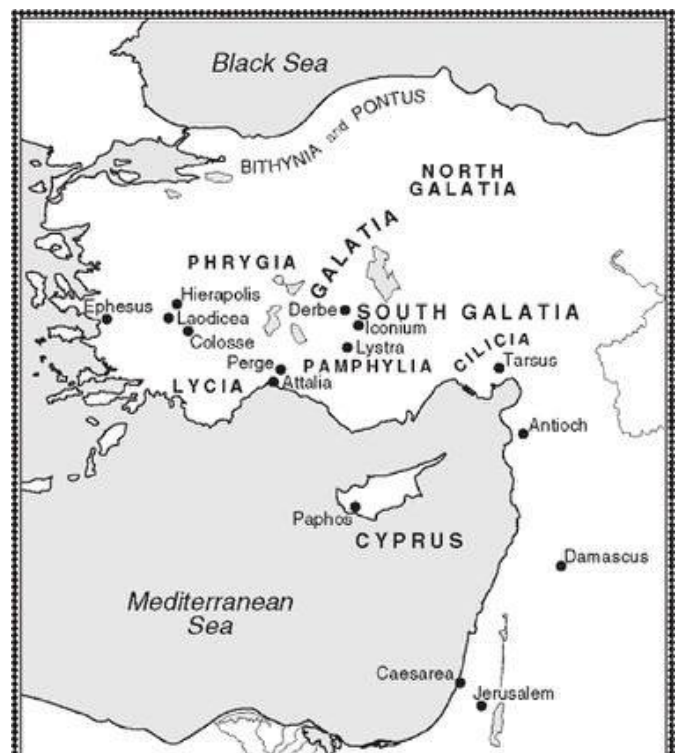 Black Sea
BITHYNIA and PONTUS
NORTH
GALATIA
GALATIA
PHRYGIA
Hierapolis
Ephesus
Laodicea
Colosse
Derbe
SOUTH GALATIA
Iconium
Lystra
Perge
PAMPHYLIA
CILICIA
Tarsus
LYCIA
Attalia
Antioch
Paphos
CYPRUS
Damascus
Mediterranean
Sea
Caesarea
Jerusalem